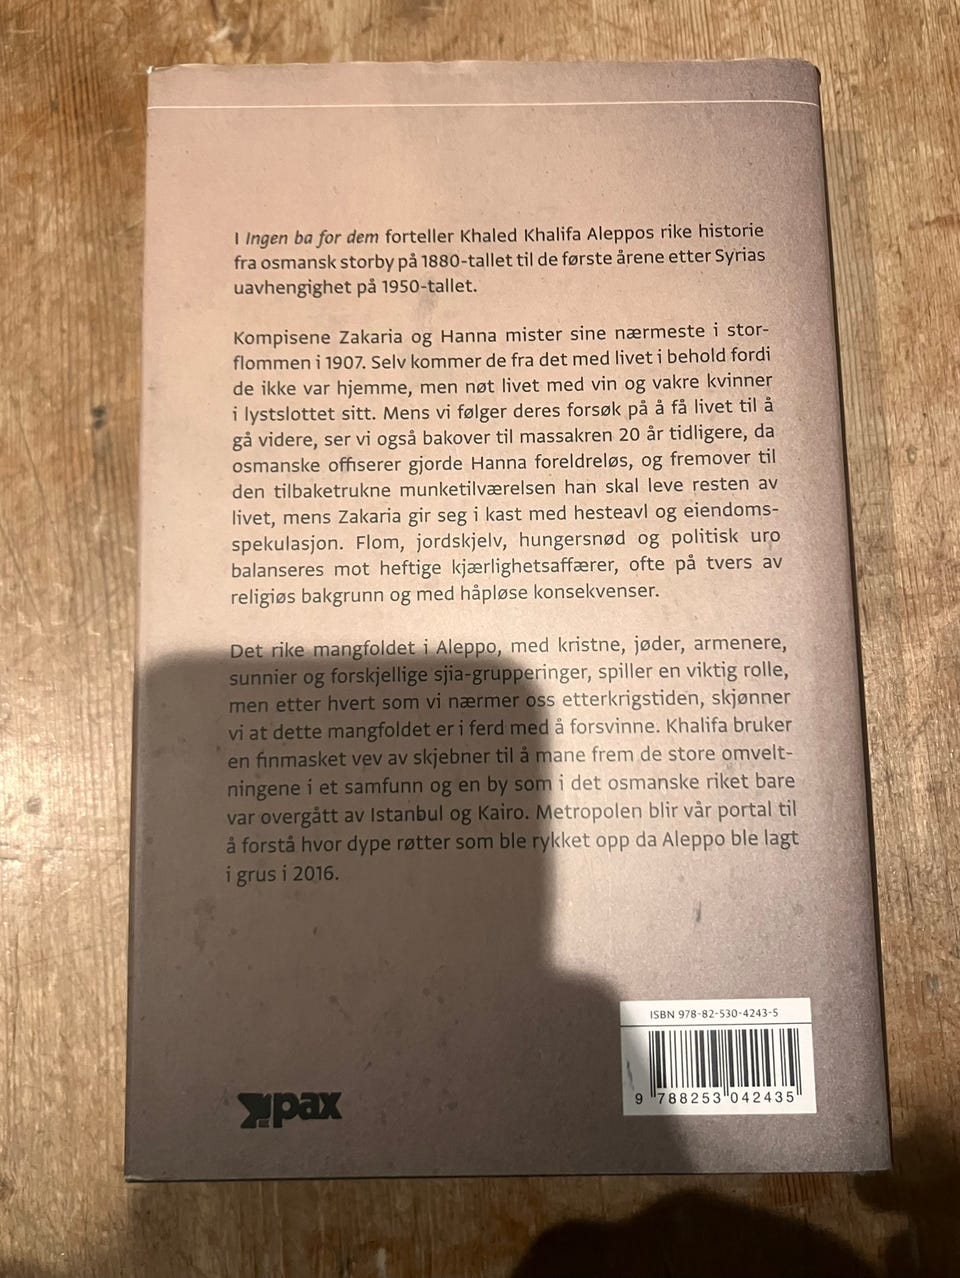 I Ingen ba for dem forteller Khaled Khalifa Aleppos rike historie
fra osmansk storby på 1880-tallet til de første årene etter Syrias
uavhengighet på 1950-tallet.
Kompisene Zakaria og Hanna mister sine nærmeste i stor-
flommen i 1907. Selv kommer de fra det med livet i behold fordi
de ikke var hjemme, men nøt livet med vin og vakre kvinner
i lystslottet sitt. Mens vi følger deres forsøk på å få livet til å
gå videre, ser vi også bakover til massakren 20 år tidligere, da
osmanske offiserer gjorde Hanna foreldreløs, og fremover til
den tilbaketrukne munketilværelsen han skal leve resten av
livet, mens Zakaria gir seg i kast med hesteavl og eiendoms-
spekulasjon. Flom, jordskjelv, hungersnød og politisk uro
balanseres mot heftige kjærlighetsaffærer, ofte på tvers av
religiøs bakgrunn og med håpløse konsekvenser.
Det rike mangfoldet i Aleppo, med kristne, jøder, armenere,
sunnier og forskjellige sjia-grupperinger, spiller en viktig rolle,
men etter hvert som vi nærmer oss etterkrigstiden, skjønner
vi at dette mangfoldet er i ferd med å forsvinne. Khalifa bruker
en finmasket vev av skjebner til å mane frem de store omvelt-
ningene i et samfunn og en by som i det osmanske riket bare
var overgått av Istanbul og Kairo. Metropolen blir vår portal til
å forstå hvor dype røtter som ble rykket opp da Aleppo ble lagt
i grus i 2016.
ISBN 978-82-530-4243-5
9 788253 042435
pax